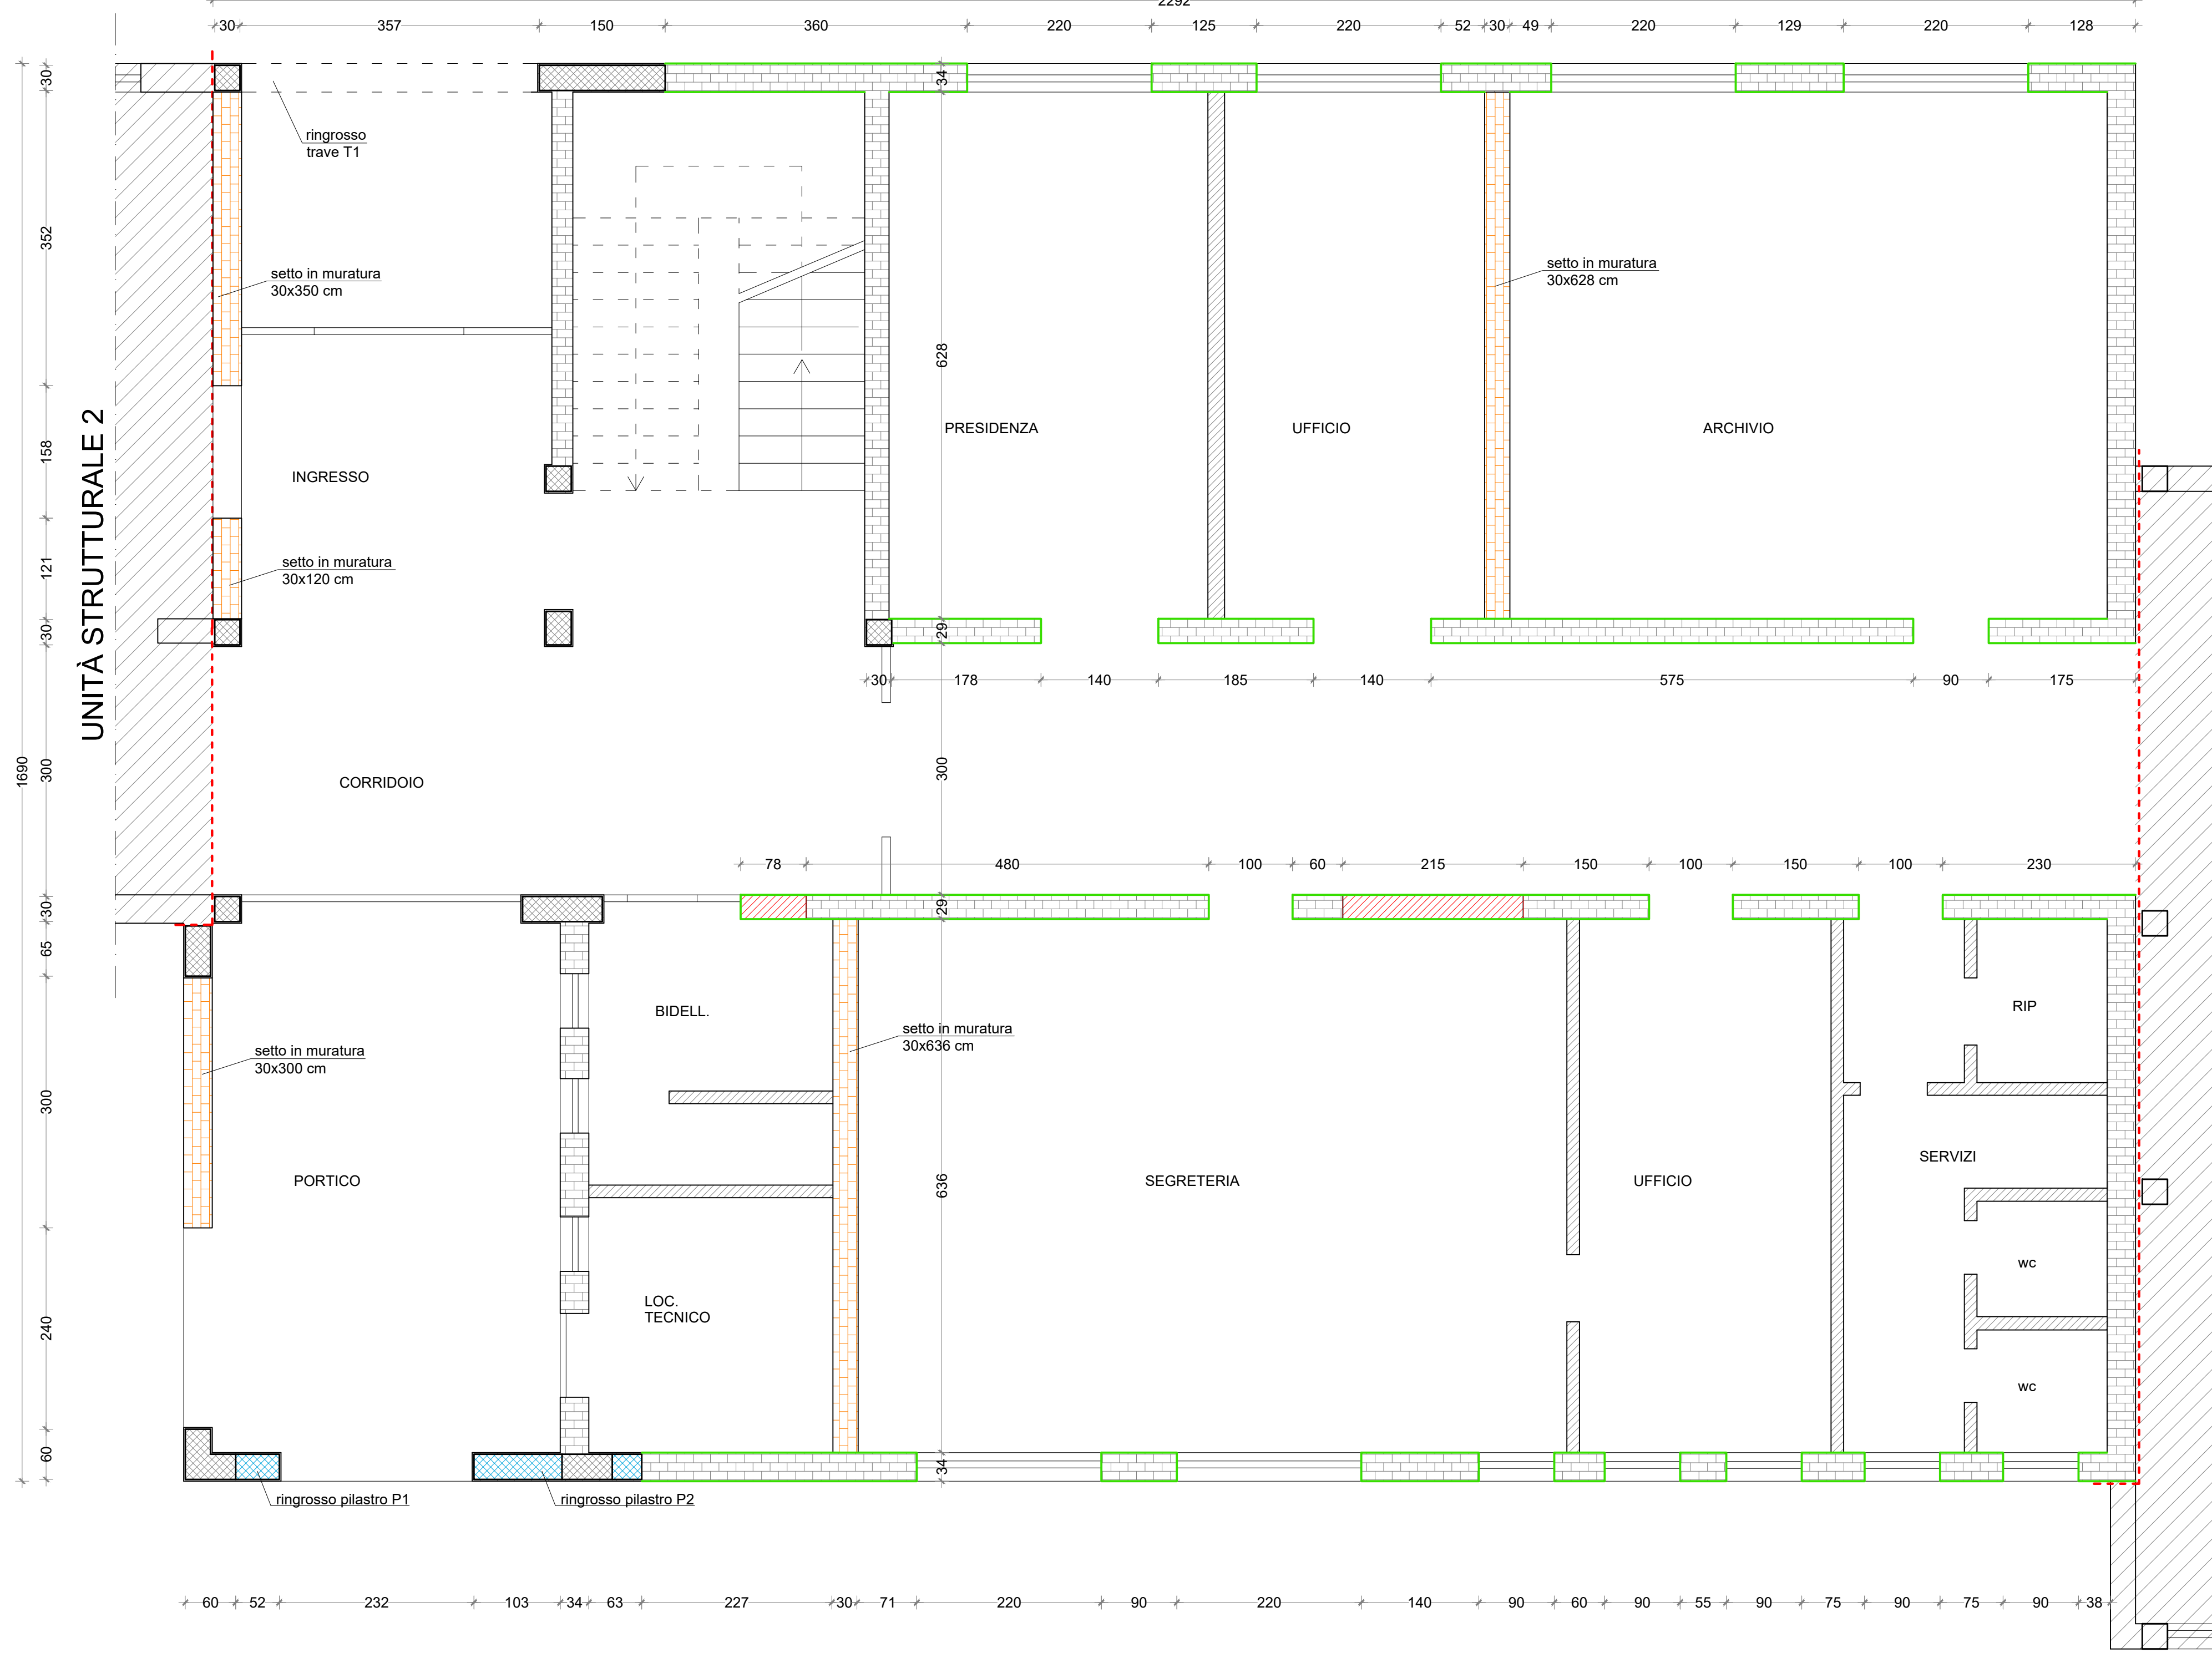 2292
30 357 150 360 220 125 220 52 30 49 220 129 220 128
30
34
ringrosso
trave T1
352
setto in muratura
30x350 cm
setto in muratura
30x628 cm
628
158
PRESIDENZA
UFFICIO
ARCHIVIO
INGRESSO
UNITÀ STRUTTURALE 2
121
setto in muratura
30x120 cm
30
29
30 178 140 185 140 575 90 175
1690
300
300
CORRIDOIO
78 480 100 60 215 150 100 150 100 230
30
29
65
BIDELL.
RIP
setto in muratura
30x636 cm
setto in muratura
30x300 cm
300
SERVIZI
PORTICO
636
SEGRETERIA
UFFICIO
wc
LOC.
TECNICO
240
wc
60
34
ringrosso pilastro P1
ringrosso pilastro P2
60 52 232 103 34 63 227 30 71 220 90 220 140 90 60 90 55 90 75 90 75 90 38